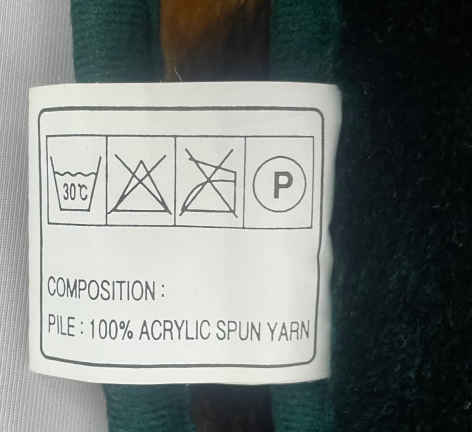 30℃
P
COMPOSITION :
PILE : 100% ACRYLIC SPUN YARN